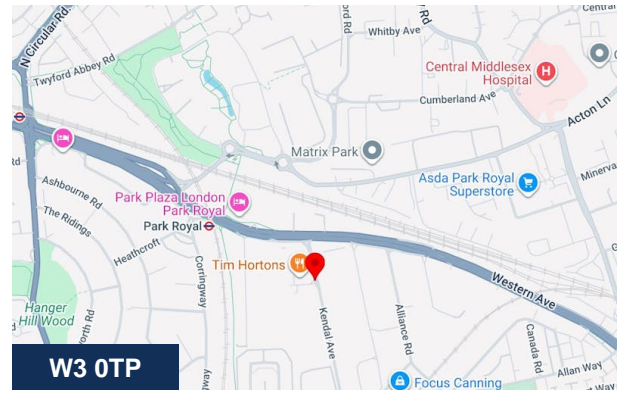 N Circular Rd
Twyford Abbey Rd
Whitby Ave
Central
Central Middlesex
Hospital
Cumberland Ave
Acton Ln
Matrix Park
Asda Park Royal
Superstore
Minerva
Park Plaza London
Park Royal
Park Royal
Ashbourne Rd
The Ridings
Heathcroft
Corringway
Tim Hortons
Kendal Ave
Alliance Rd
Western Ave
Canada Rd
Allan Way
Hanger
Hill Wood
Focus Canning
W3 0TP